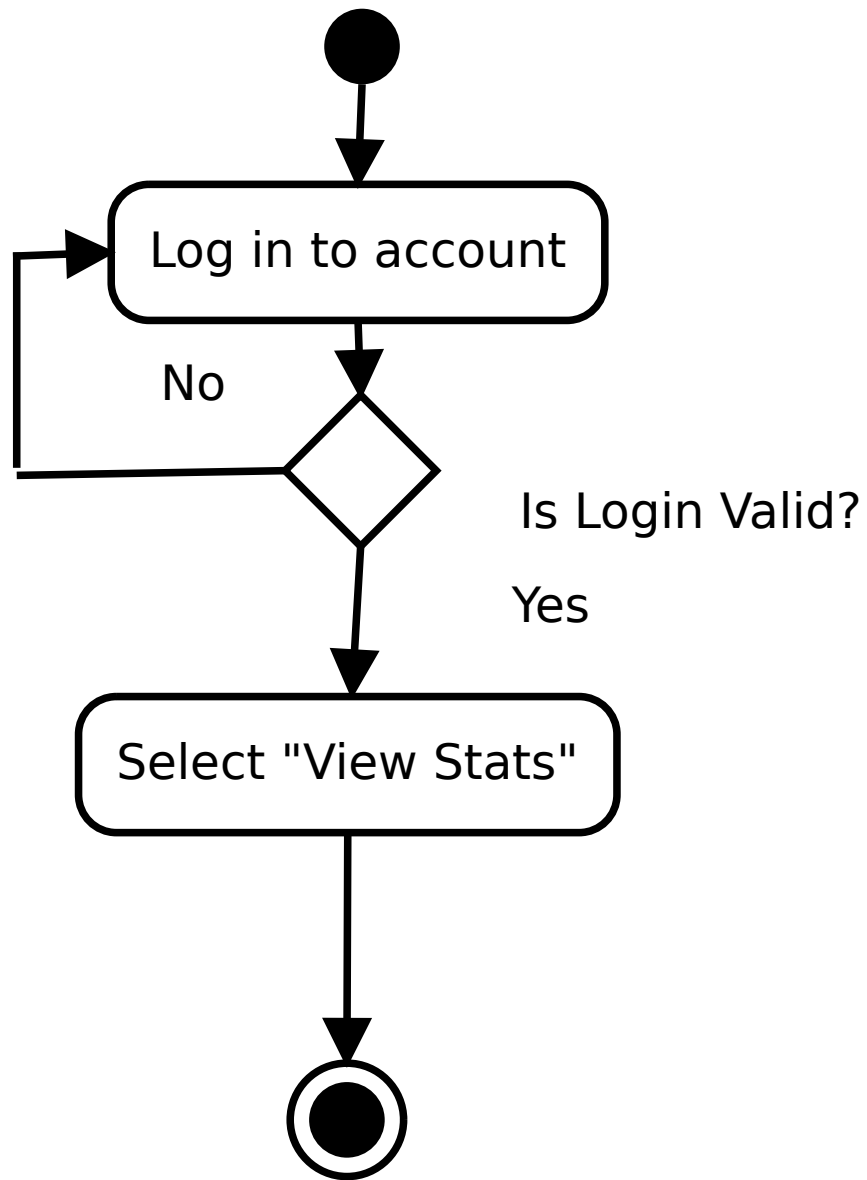 Log in to account
No
Is Login Valid?
Yes
Select "View Stats"